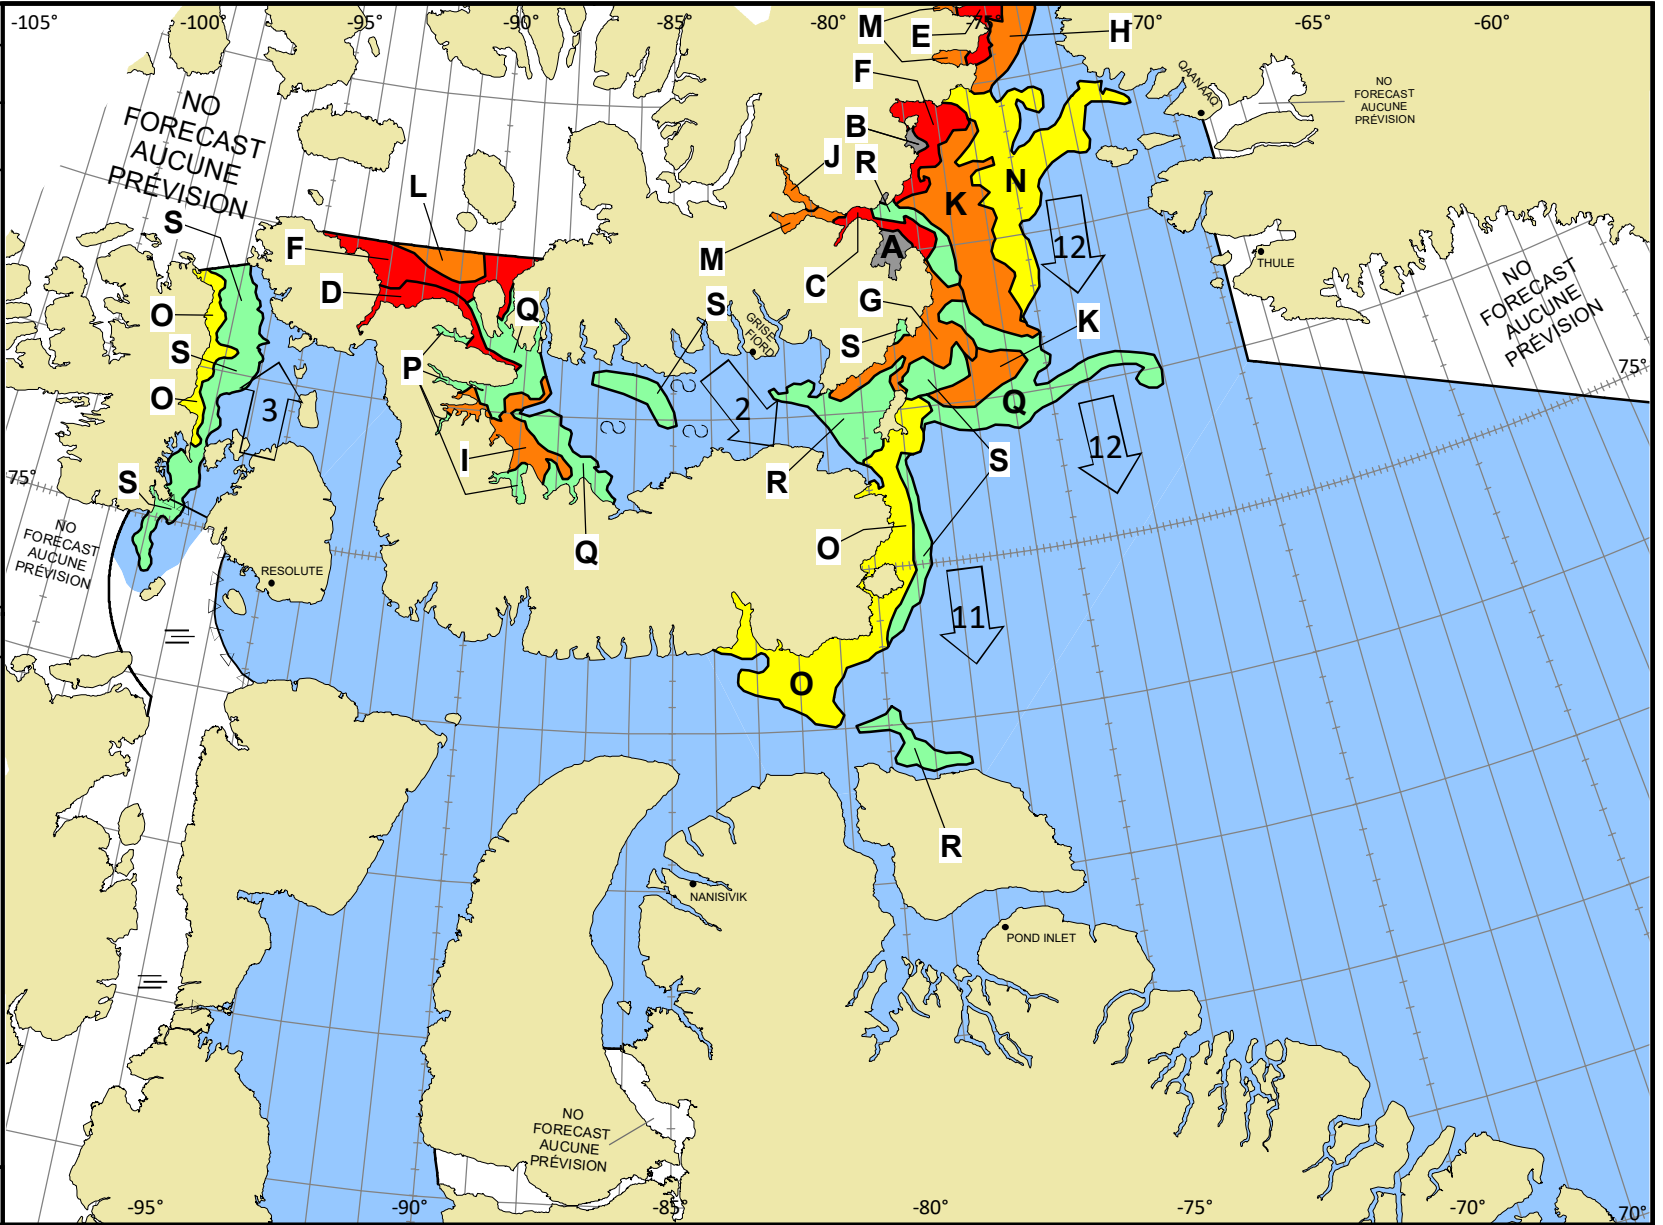 -105°
-100°
-95°
-90°
-85°
-80°
-75°
-70°
-65°
-60°
M
E
H
F
NO
FORECAST
AUCUNE
PRÉVISION
QAANAAQ
NO
FORECAST
AUCUNE
PRÉVISION
B
J
R
L
N
K
S
F
M
A
12
THULE
D
C
G
NO
FORECAST
AUCUNE
PRÉVISION
O
Q
S
K
S
GRISE
FIORD
S
P
75°
O
3
2
Q
12
I
R
S
75°
S
NO
FORECAST
AUCUNE
PRÉVISION
Q
O
RESOLUTE
11
O
R
NANISIVIK
POND INLET
NO
FORECAST
AUCUNE
PRÉVISION
-95°
-90°
-85°
-80°
-75°
-70°
70°